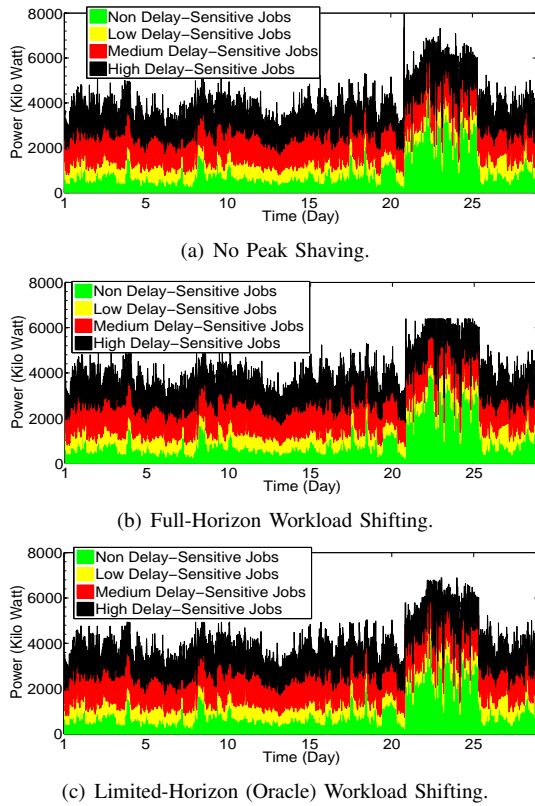 8000
6000
4000
2000
0
Power (Kilo Watt)
Non Delay-Sensitive Jobs
Low Delay-Sensitive Jobs
Medium Delay-Sensitive Jobs
High Delay-Sensitive Jobs
1 5 10 15 20 25
Time (Day)
(a) No Peak Shaving.
8000
6000
4000
2000
0
Power (Kilo Watt)
Non Delay-Sensitive Jobs
Low Delay-Sensitive Jobs
Medium Delay-Sensitive Jobs
High Delay-Sensitive Jobs
1 5 10 15 20 25
Time (Day)
(b) Full-Horizon Workload Shifting.
8000
6000
4000
2000
0
Power (Kilo Watt)
Non Delay-Sensitive Jobs
Low Delay-Sensitive Jobs
Medium Delay-Sensitive Jobs
High Delay-Sensitive Jobs
1 5 10 15 20 25
Time (Day)
(c) Limited-Horizon (Oracle) Workload Shifting.